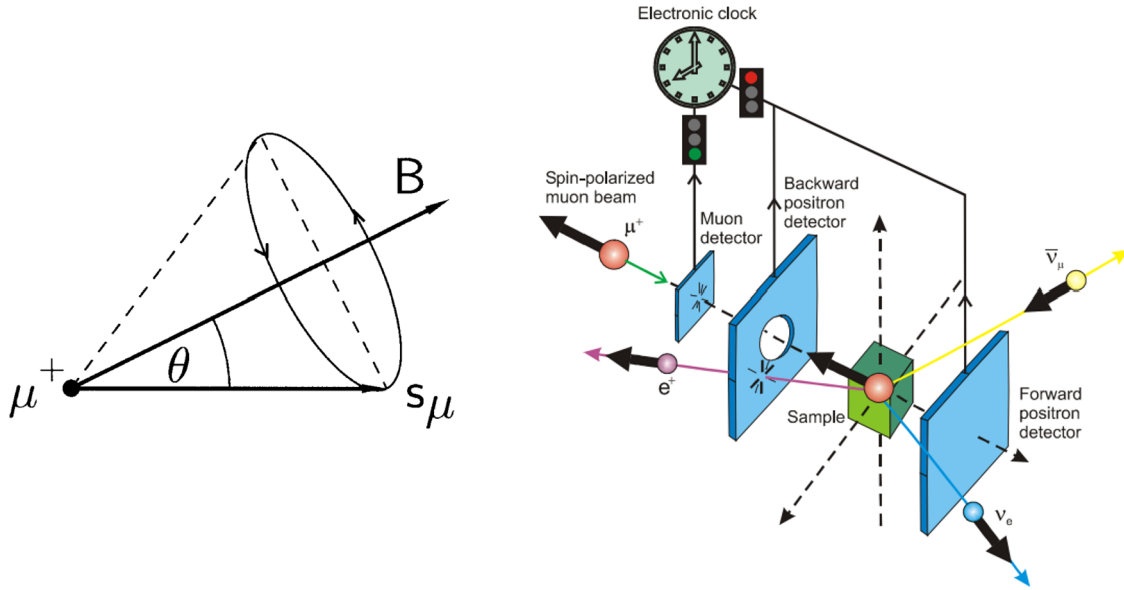 B
θ
μ+
sμ
Electronic clock
Spin-polarized
muon beam
μ+
Muon
detector
Backward
positron
detector
ν̅μ
e+
Sample
Forward
positron
detector
νe